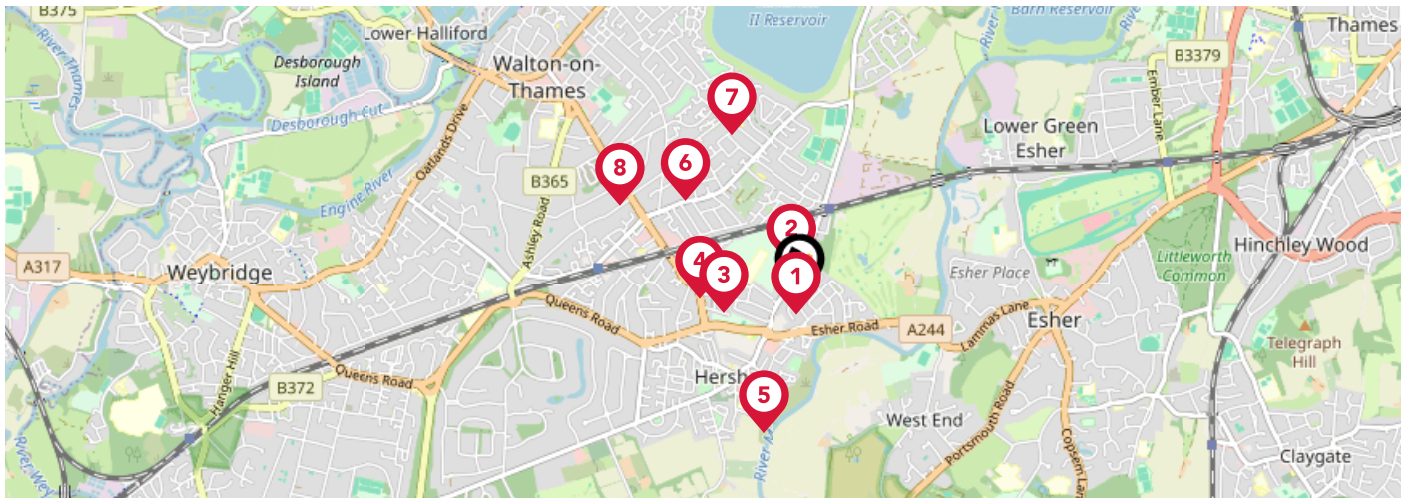 B375
Lower Halliford
II Reservoir
Barn Reservoir
River
River
Thames
B3379
River Thames
Desborough
Island
Walton-on-
Thames
Desborough Cut
7
Ember Lane
Lower Green
Esher
Oatlands Drive
6
8
B365
Engine River
Ashley Road
2
Hinchley Wood
A317
Weybridge
4
3
1
Esher Place
Littleworth
Common
Queens Road
Esher Road
A244
Lammas Lane
Esher
Telegraph
Hill
Hanger Hill
Queens Road
B372
5
West End
Portsmouth Road
Copsem
River
Claygate
River Wey